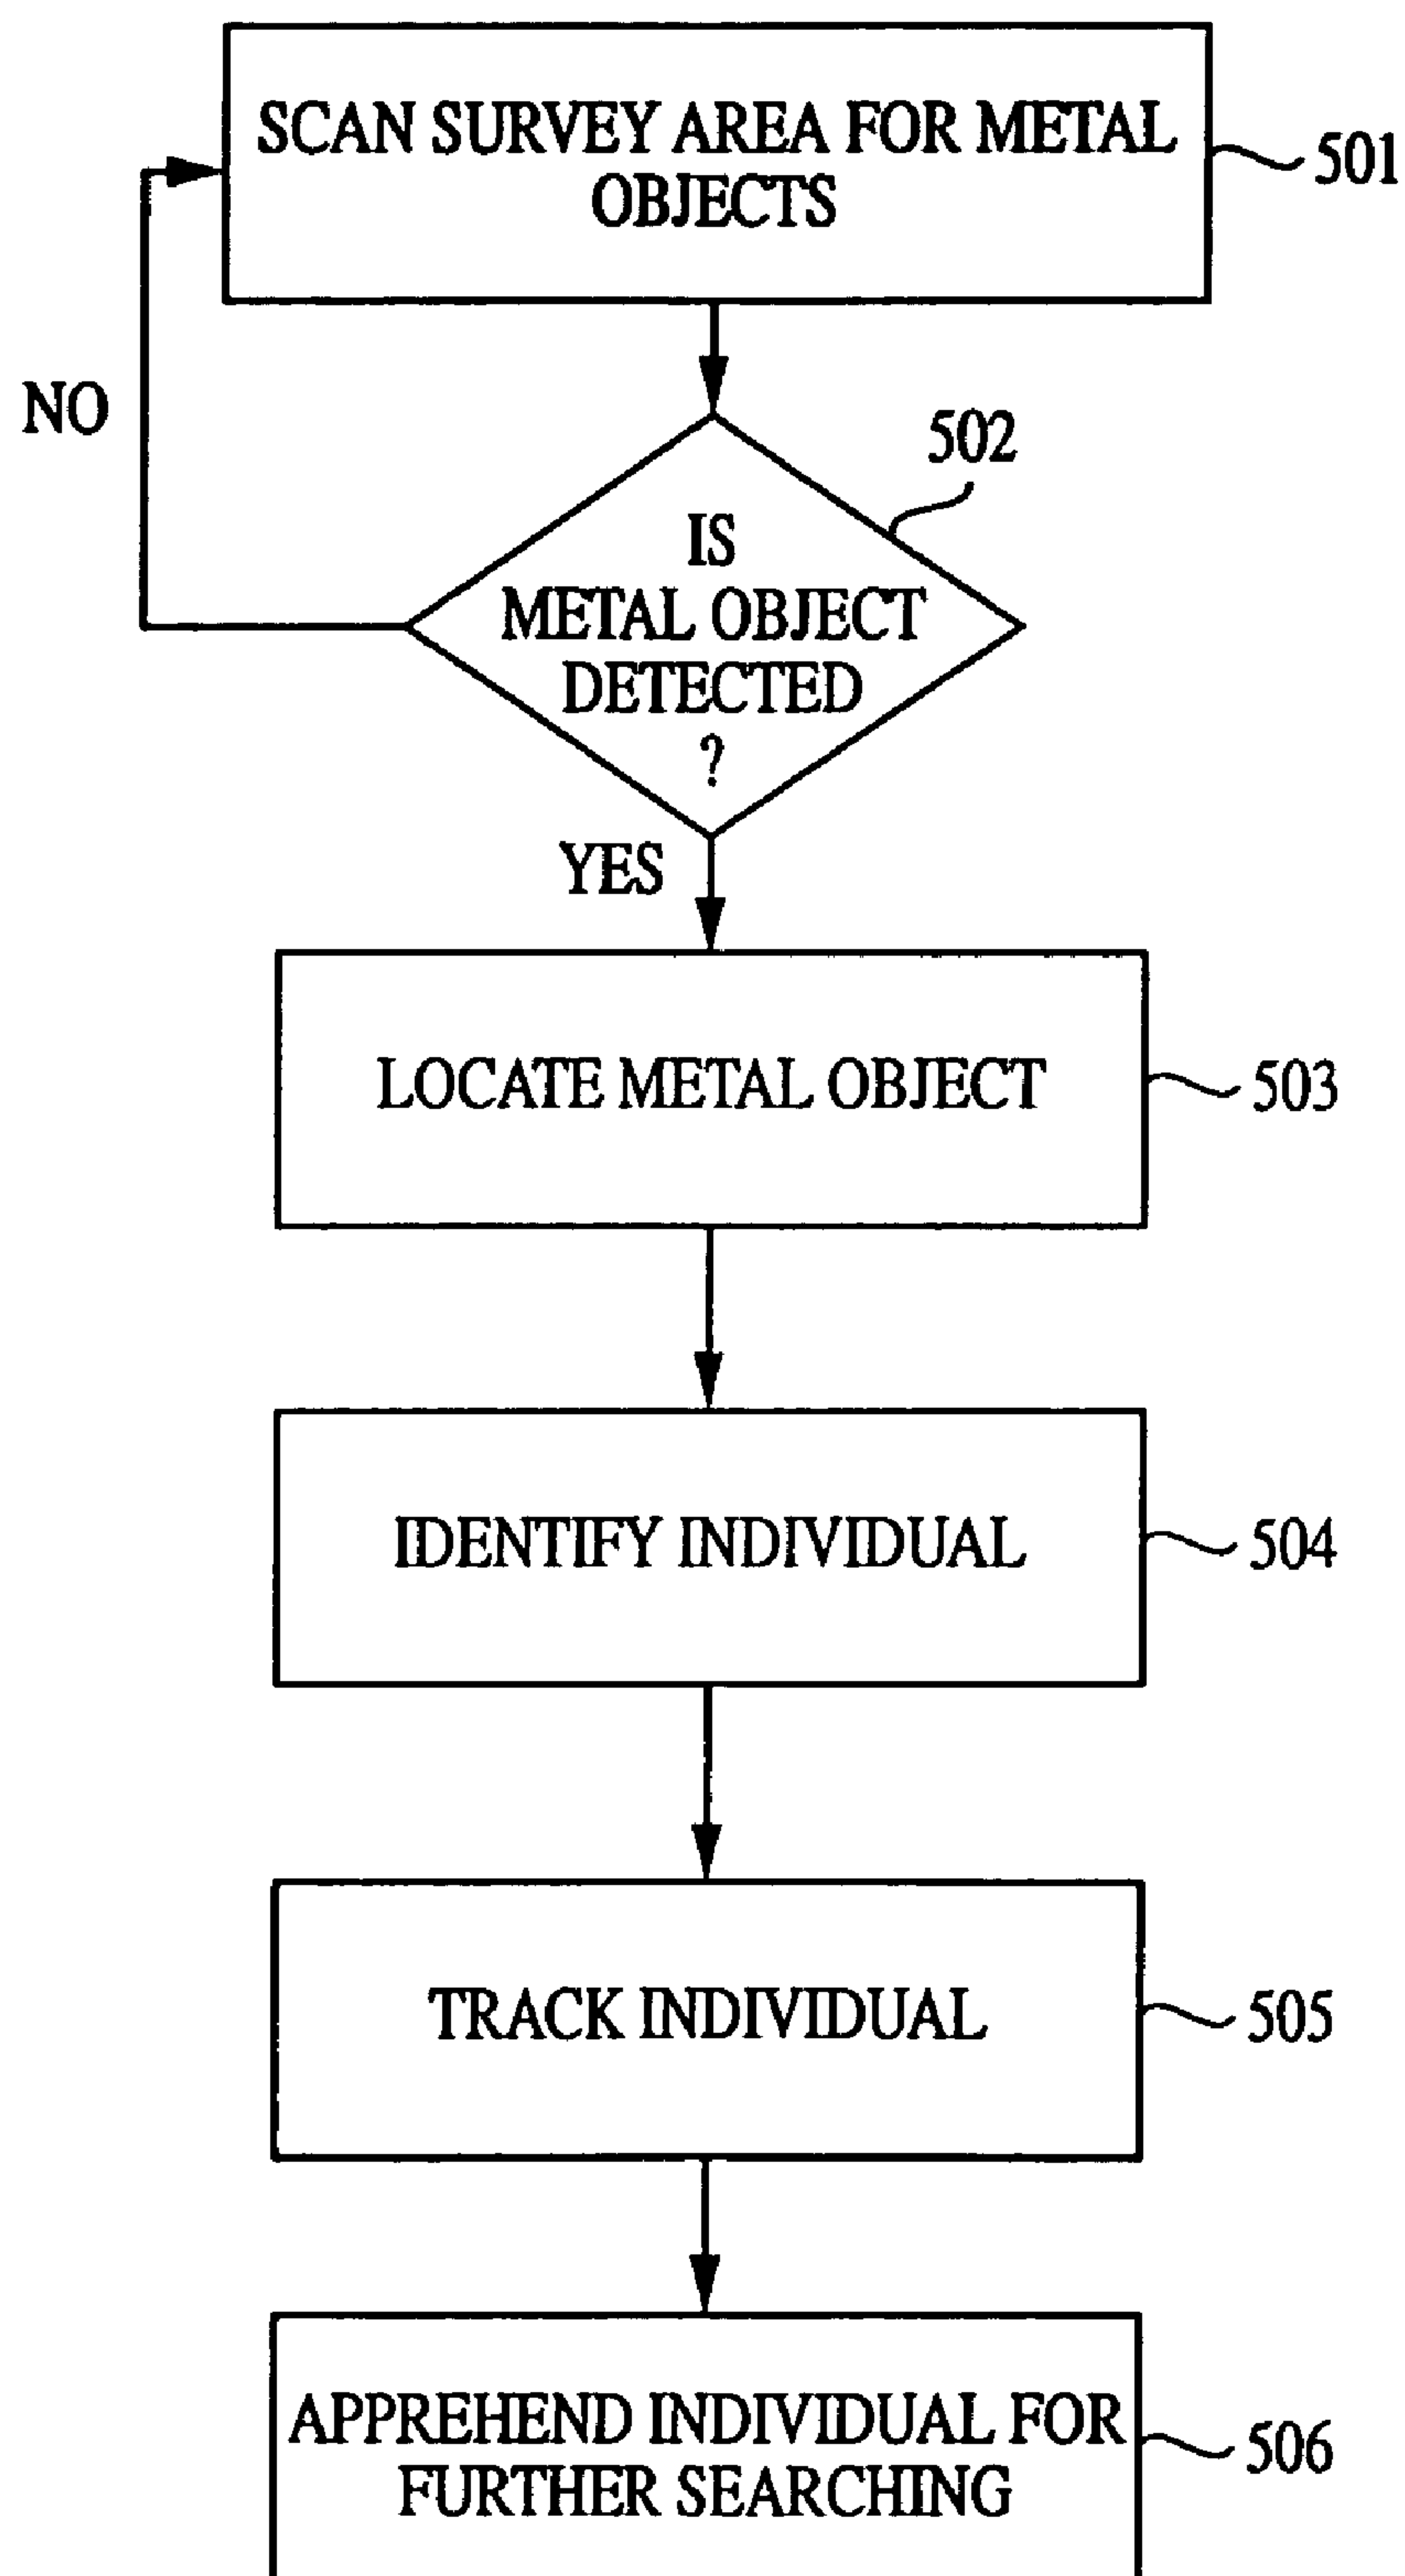 SCAN SURVEY AREA FOR METAL
OBJECTS
501
NO
502
IS
METAL OBJECT
DETECTED
?
YES
LOCATE METAL OBJECT
503
IDENTIFY INDIVIDUAL
504
TRACK INDIVIDUAL
505
APPREHEND INDIVIDUAL FOR
FURTHER SEARCHING
506